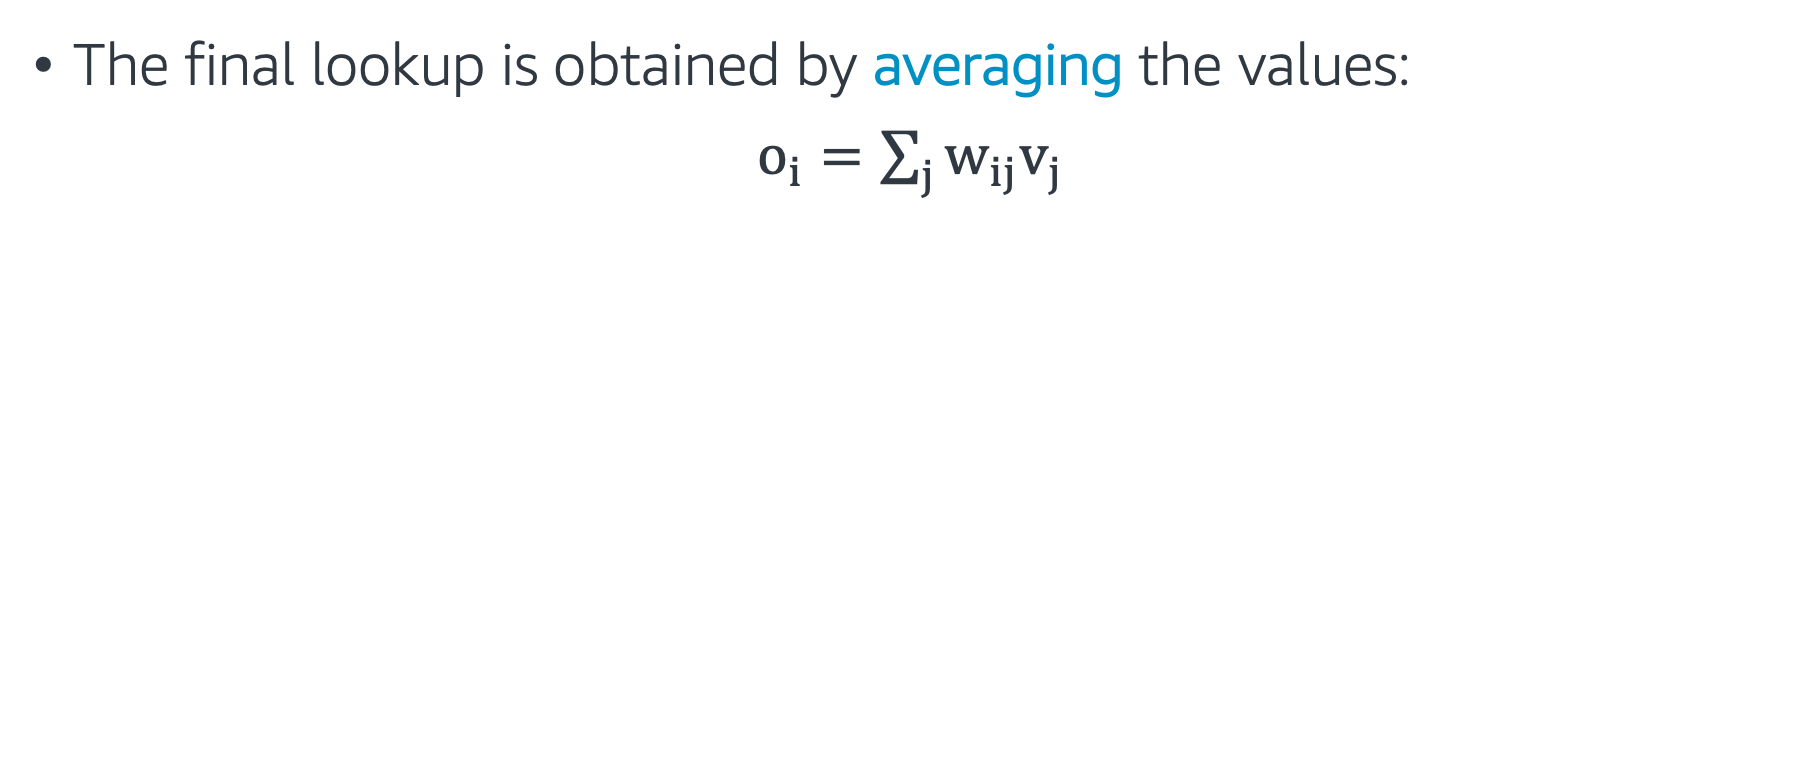 • The final lookup is obtained by averaging the values:
oᵢ = ∑ⱼ wᵢⱼvⱼ